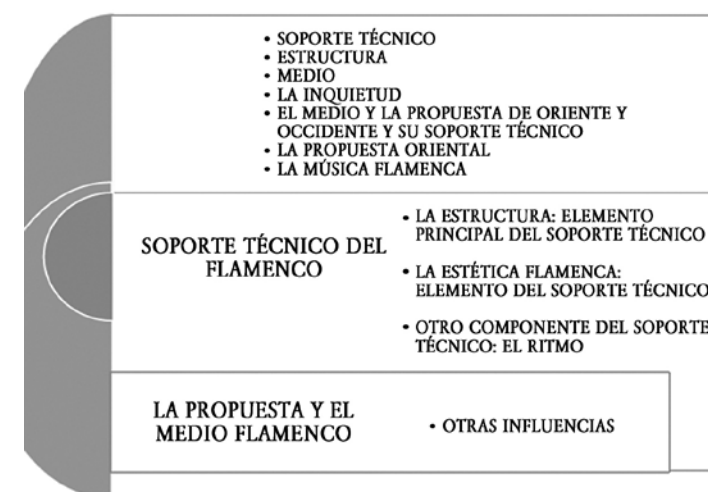 • SOPORTE TÉCNICO
• ESTRUCTURA
• MEDIO
• LA INQUIETUD
• EL MEDIO Y LA PROPUESTA DE ORIENTE Y
OCCIDENTE Y SU SOPORTE TÉCNICO
• LA PROPUESTA ORIENTAL
• LA MÚSICA FLAMENCA
SOPORTE TÉCNICO DEL
FLAMENCO
• LA ESTRUCTURA: ELEMENTO
PRINCIPAL DEL SOPORTE TÉCNICO
• LA ESTÉTICA FLAMENCA:
ELEMENTO DEL SOPORTE TÉCNICO
• OTRO COMPONENTE DEL SOPORTE
TÉCNICO: EL RITMO
LA PROPUESTA Y EL
MEDIO FLAMENCO
• OTRAS INFLUENCIAS